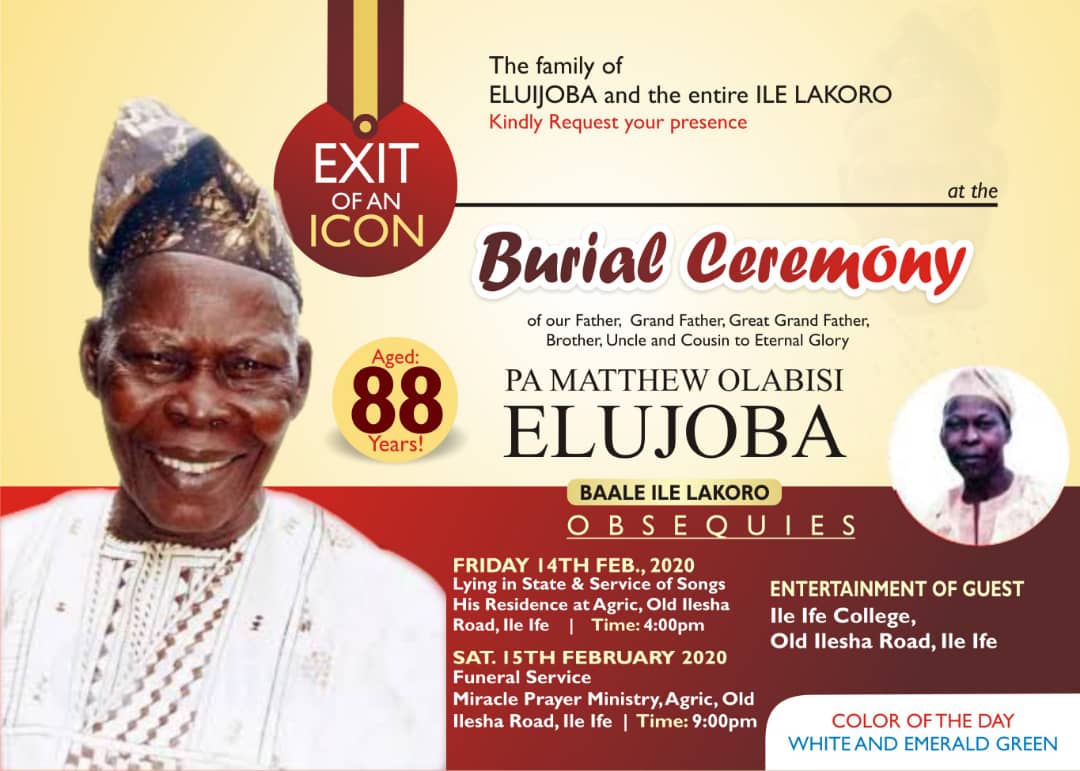 EXIT
OF AN
ICON
The family of
ELUIJOBA and the entire ILE LAKORO
Kindly Request your presence
at the
Burial Ceremony
of our Father, Grand Father, Great Grand Father,
Brother, Uncle and Cousin to Eternal Glory
Aged:
88
Years!
PA MATTHEW OLABISI
ELUJOBA
BAALE ILE LAKORO
OBSEQUIES
FRIDAY 14TH FEB., 2020
Lying in State & Service of Songs
His Residence at Agric, Old Ilesha
Road, Ile Ife | Time: 4:00pm
SAT. 15TH FEBRUARY 2020
Funeral Service
Miracle Prayer Ministry, Agric, Old
Ilesha Road, Ile Ife | Time: 9:00pm
ENTERTAINMENT OF GUEST
Ile Ife College,
Old Ilesha Road, Ile Ife
COLOR OF THE DAY
WHITE AND EMERALD GREEN